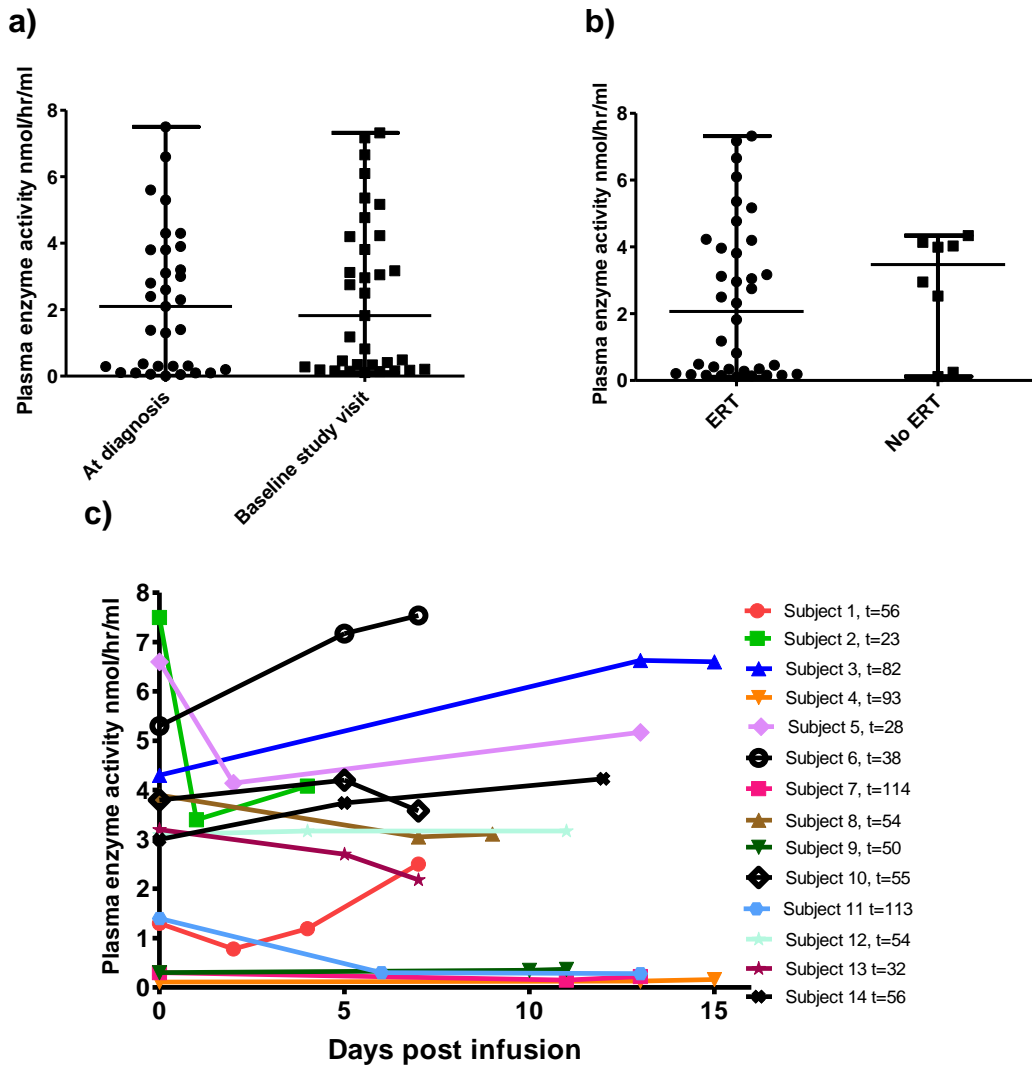 a)
Plasma enzyme activity nmol/hr/ml
8
6
4
2
0
At diagnosis
Baseline study visit
b)
Plasma enzyme activity nmol/hr/ml
8
6
4
2
0
ERT
No ERT
c)
Plasma enzyme activity nmol/hr/ml
8
7
6
5
4
3
2
1
0
0
5
10
15
Days post infusion
Subject 1, t=56
Subject 2, t=23
Subject 3, t=82
Subject 4, t=93
Subject 5, t=28
Subject 6, t=38
Subject 7, t=114
Subject 8, t=54
Subject 9, t=50
Subject 10, t=55
Subject 11 t=113
Subject 12, t=54
Subject 13 t=32
Subject 14 t=56